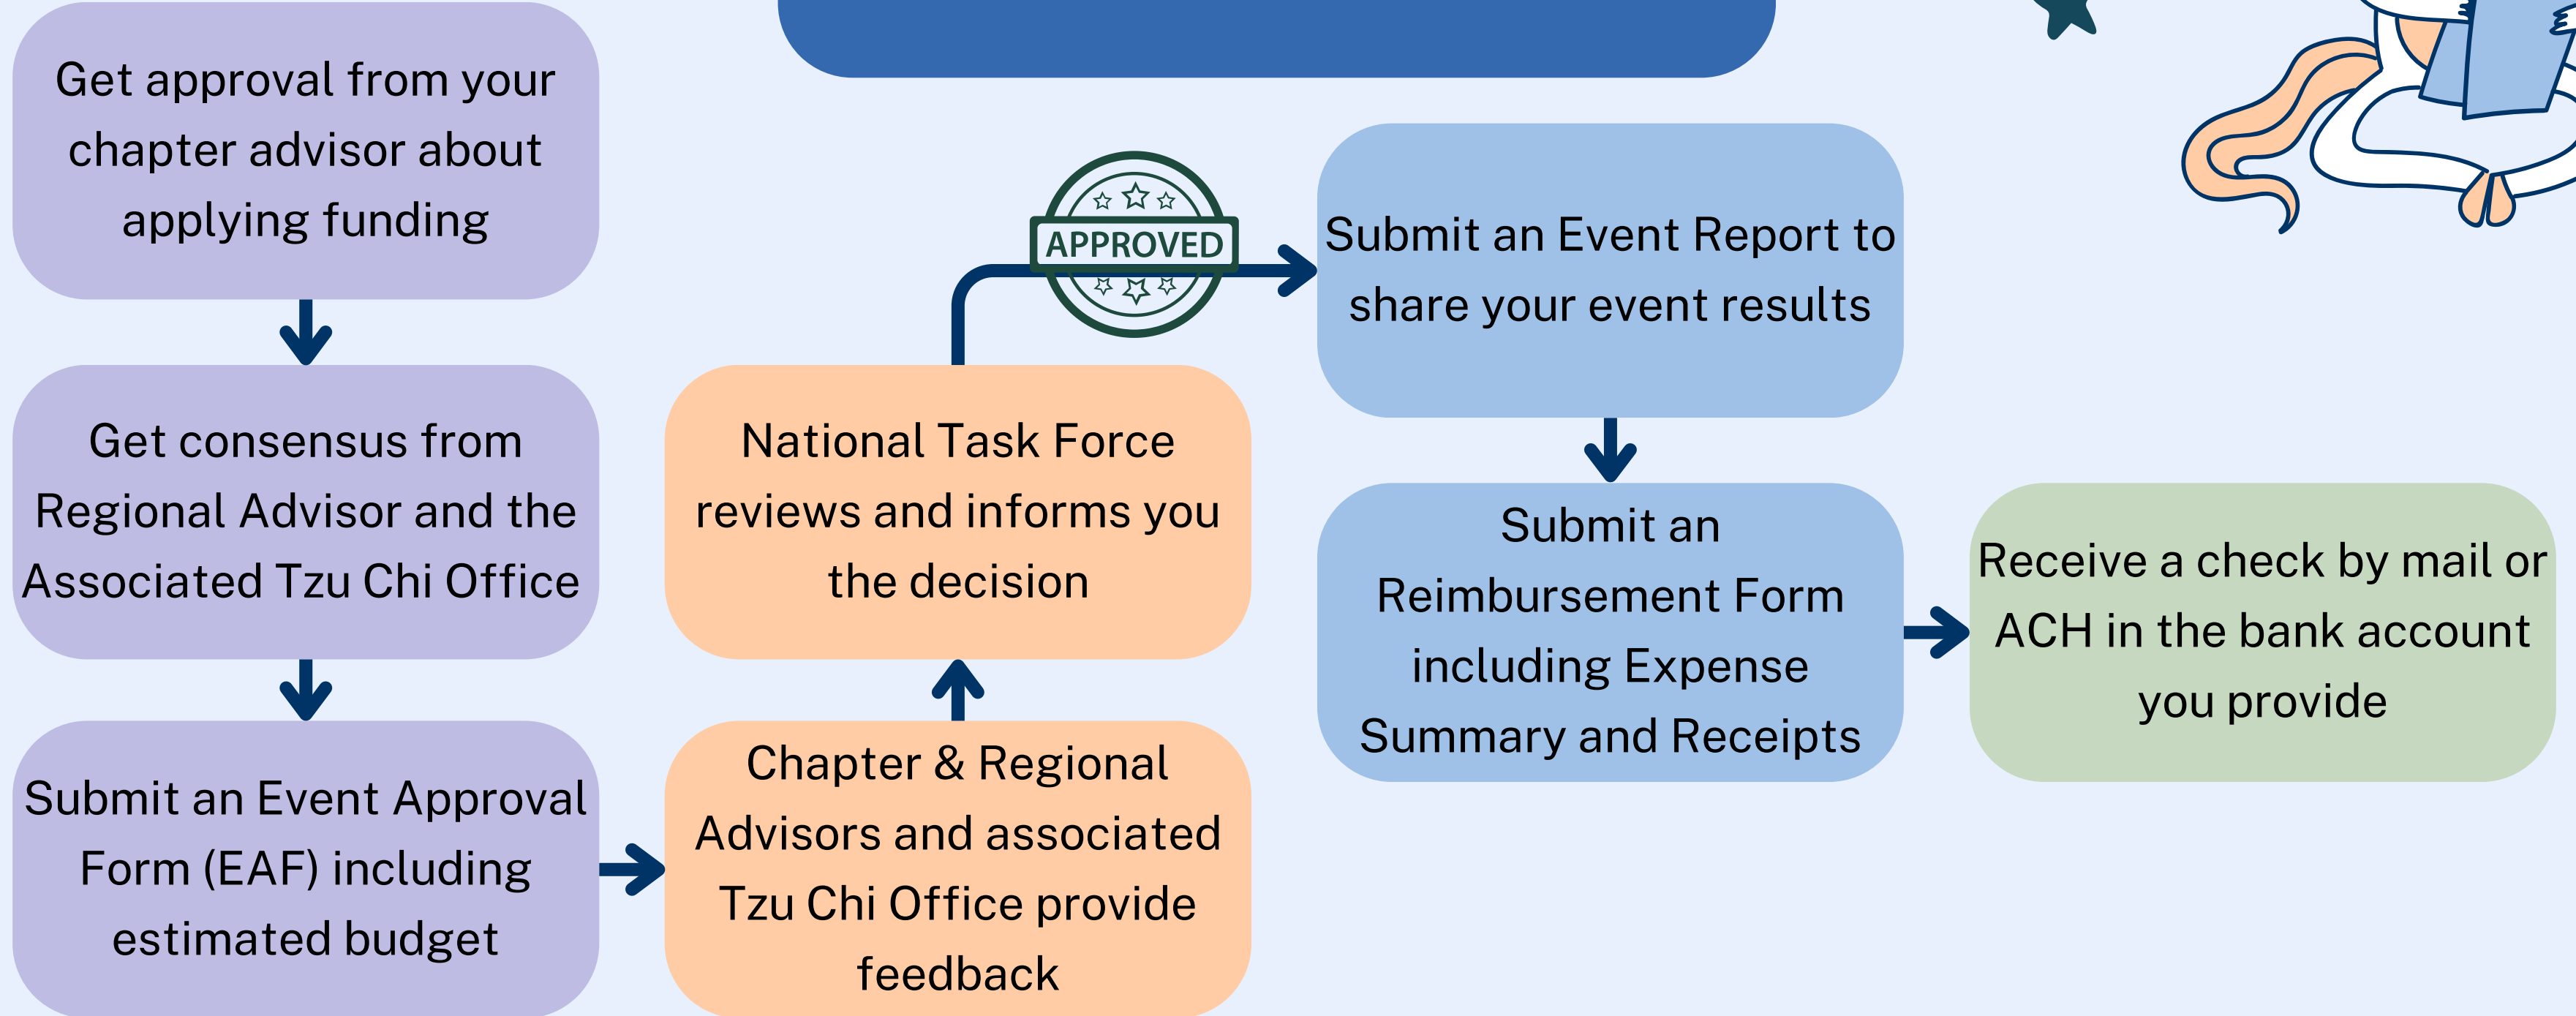 Get approval from your
chapter advisor about
applying funding
Get consensus from
Regional Advisor and the
Associated Tzu Chi Office
Submit an Event Approval
Form (EAF) including
estimated budget
Chapter & Regional
Advisors and associated
Tzu Chi Office provide
feedback
National Task Force
reviews and informs you
the decision
APPROVED
Submit an Event Report to
share your event results
Submit an
Reimbursement Form
including Expense
Summary and Receipts
Receive a check by mail or
ACH in the bank account
you provide